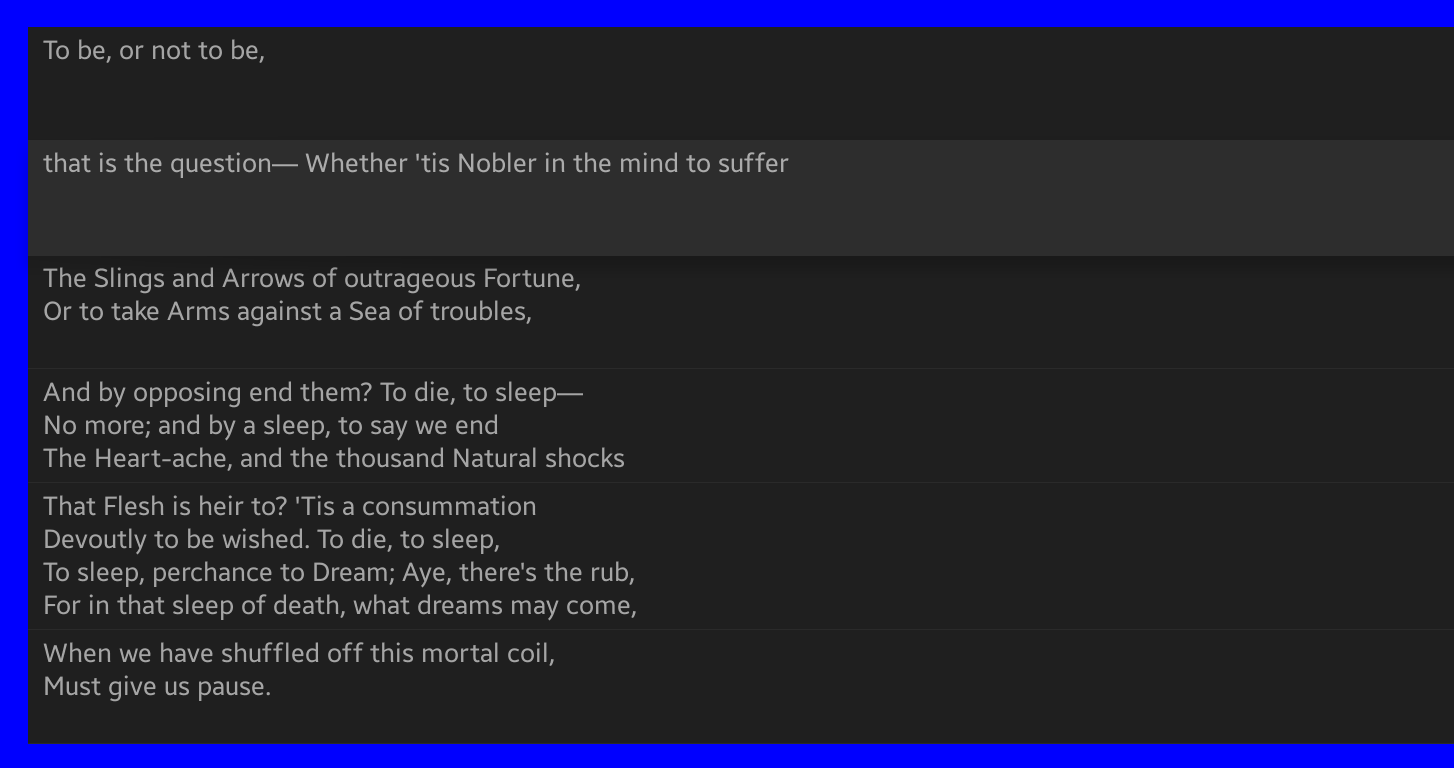 To be, or not to be,
that is the question— Whether 'tis Nobler in the mind to suffer
The Slings and Arrows of outrageous Fortune,
Or to take Arms against a Sea of troubles,
And by opposing end them? To die, to sleep—
No more; and by a sleep, to say we end
The Heart-ache, and the thousand Natural shocks
That Flesh is heir to? 'Tis a consummation
Devoutly to be wished. To die, to sleep,
To sleep, perchance to Dream; Aye, there's the rub,
For in that sleep of death, what dreams may come,
When we have shuffled off this mortal coil,
Must give us pause.